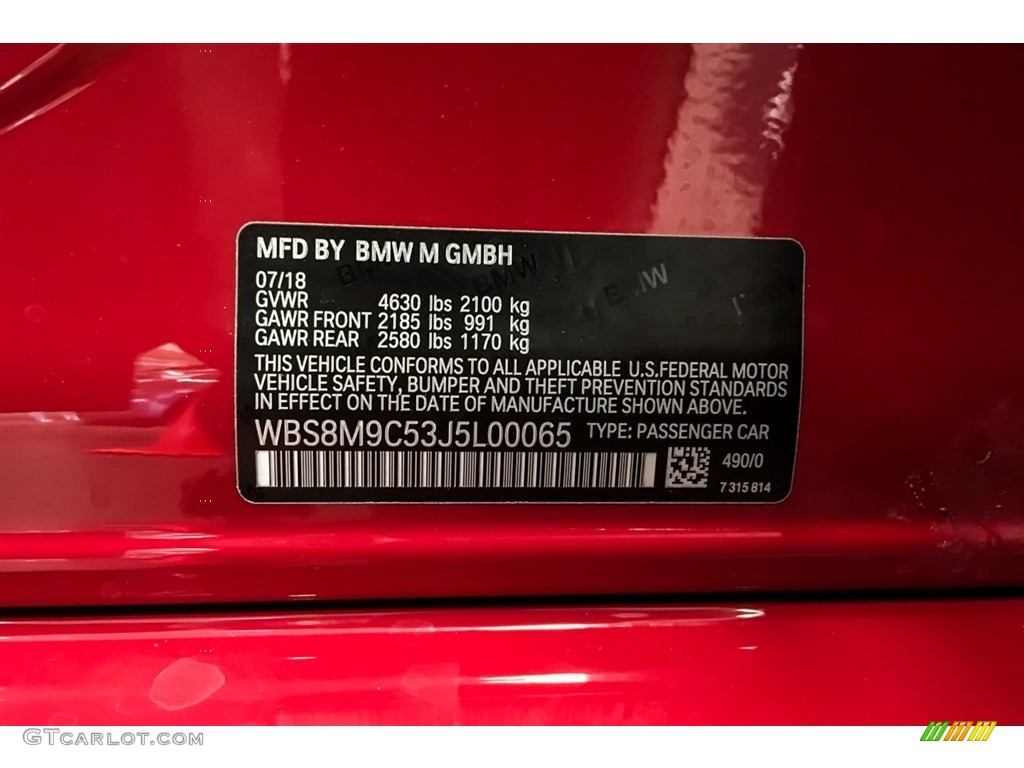 MFD BY BMW M GMBH
07/18
GVWR 4630 lbs 2100 kg
GAWR FRONT 2185 lbs 991 kg
GAWR REAR 2580 lbs 1170 kg
THIS VEHICLE CONFORMS TO ALL APPLICABLE U.S.FEDERAL MOTOR
VEHICLE SAFETY, BUMPER AND THEFT PREVENTION STANDARDS
IN EFFECT ON THE DATE OF MANUFACTURE SHOWN ABOVE.
WBS8M9C53J5L00065 TYPE: PASSENGER CAR
490/0
7 315 814
GTCARLOT.COM